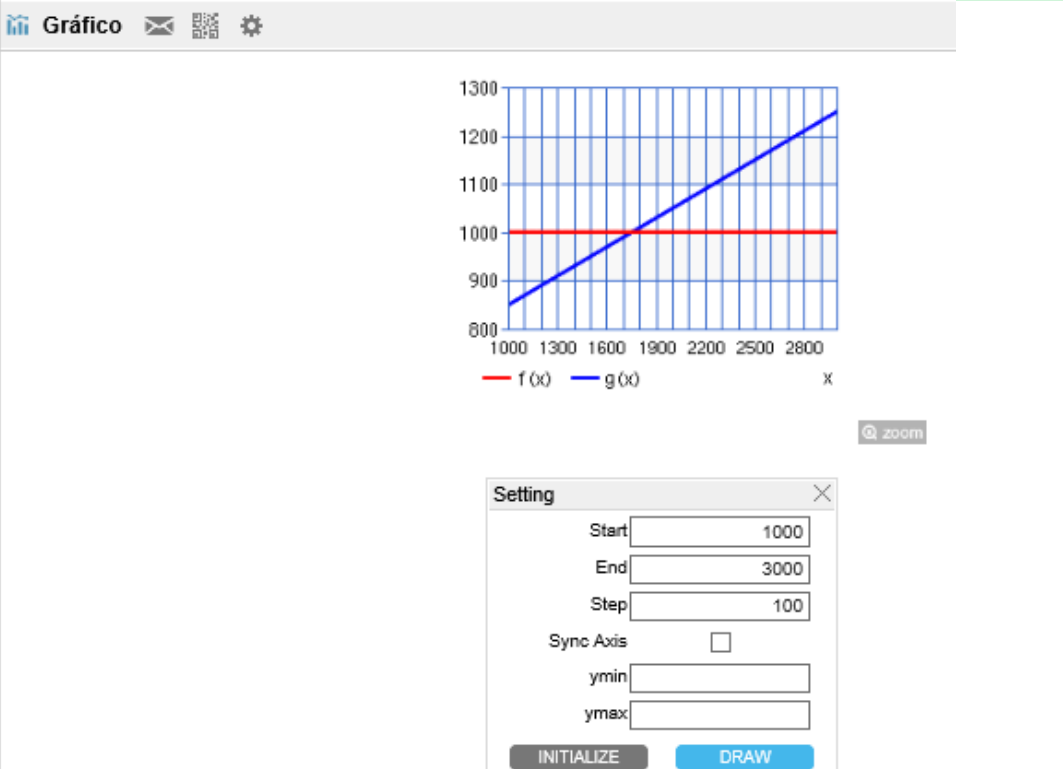 Gráfico
1300
1200
1100
1000
900
800
1000 1300 1600 1900 2200 2500 2800
f (x) g (x) x
zoom
Setting
Start 1000
End 3000
Step 100
Sync Axis
ymin
ymax
INITIALIZE DRAW